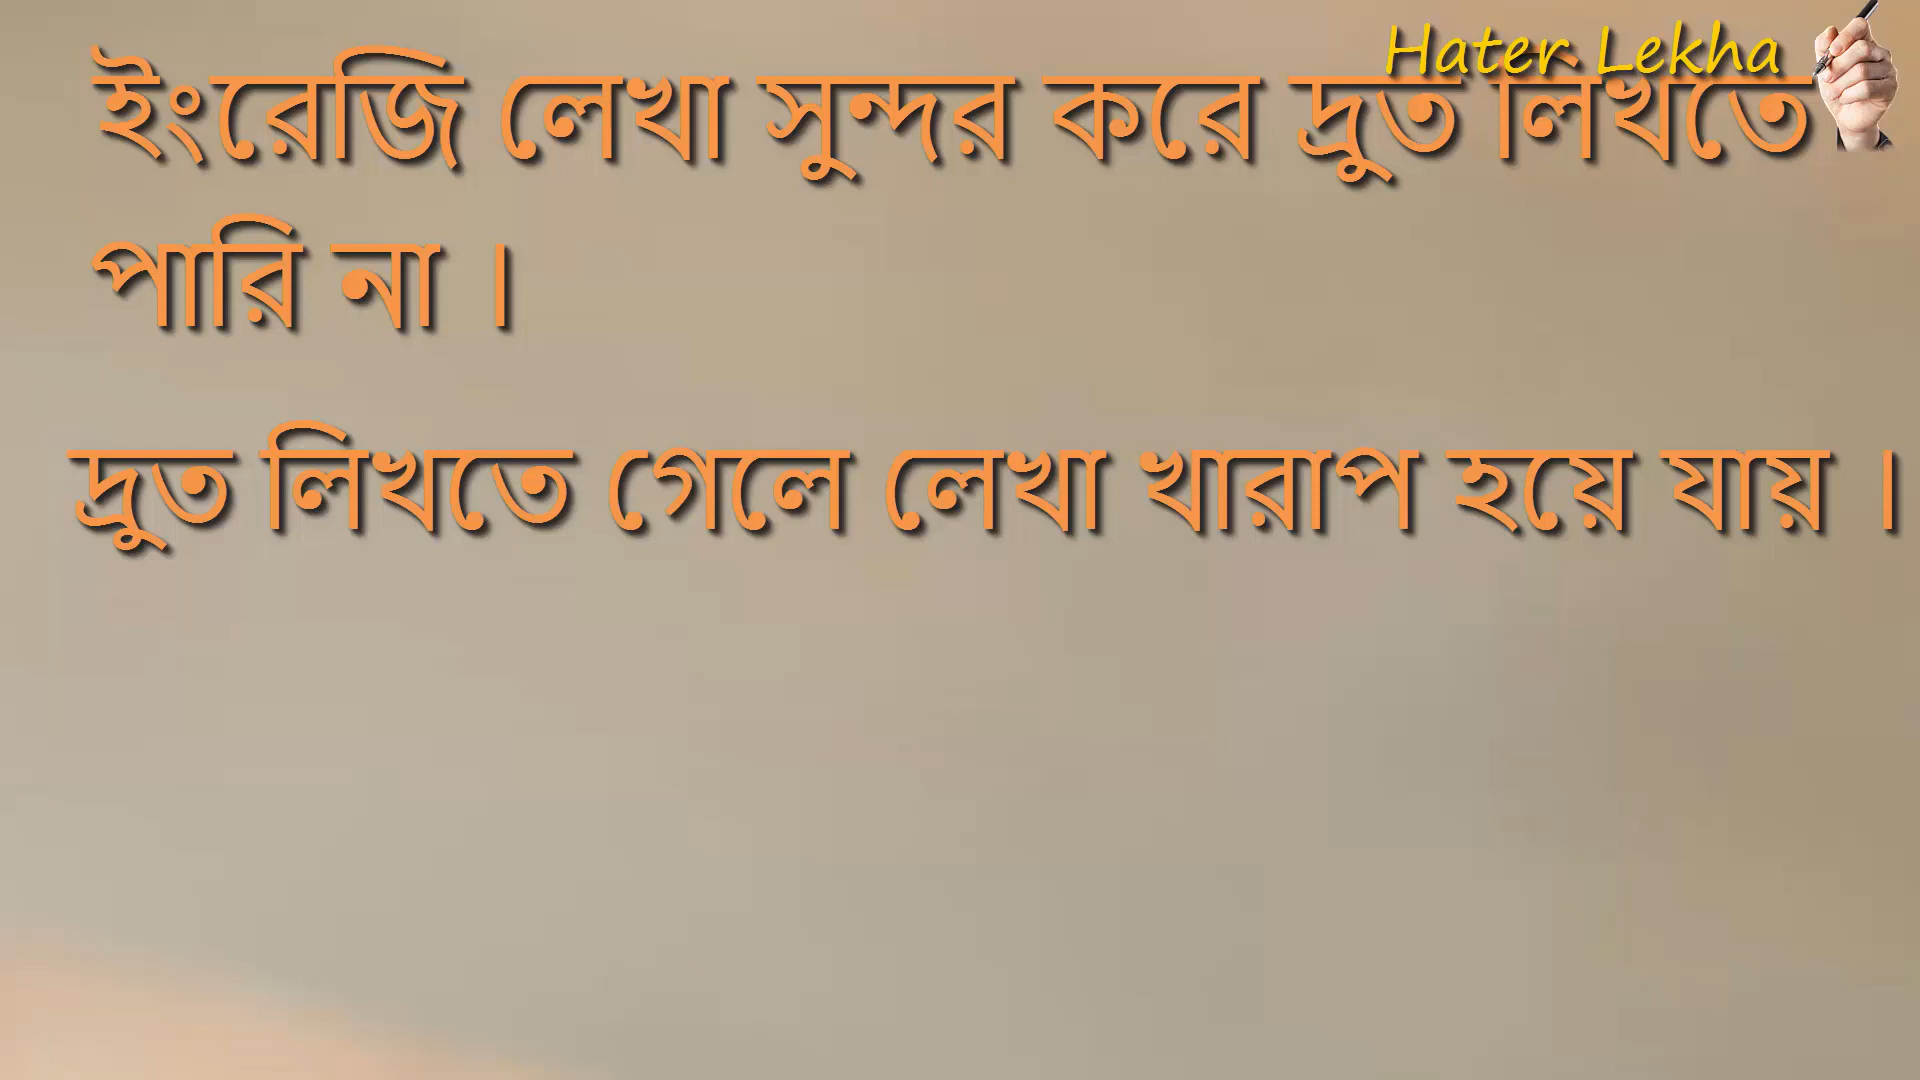 Hater Lekha
ইংরেজি লেখা সুন্দর করে দ্রুত লিখতে
পারি না ।
দ্রুত লিখতে গেলে লেখা খারাপ হয়ে যায় ।